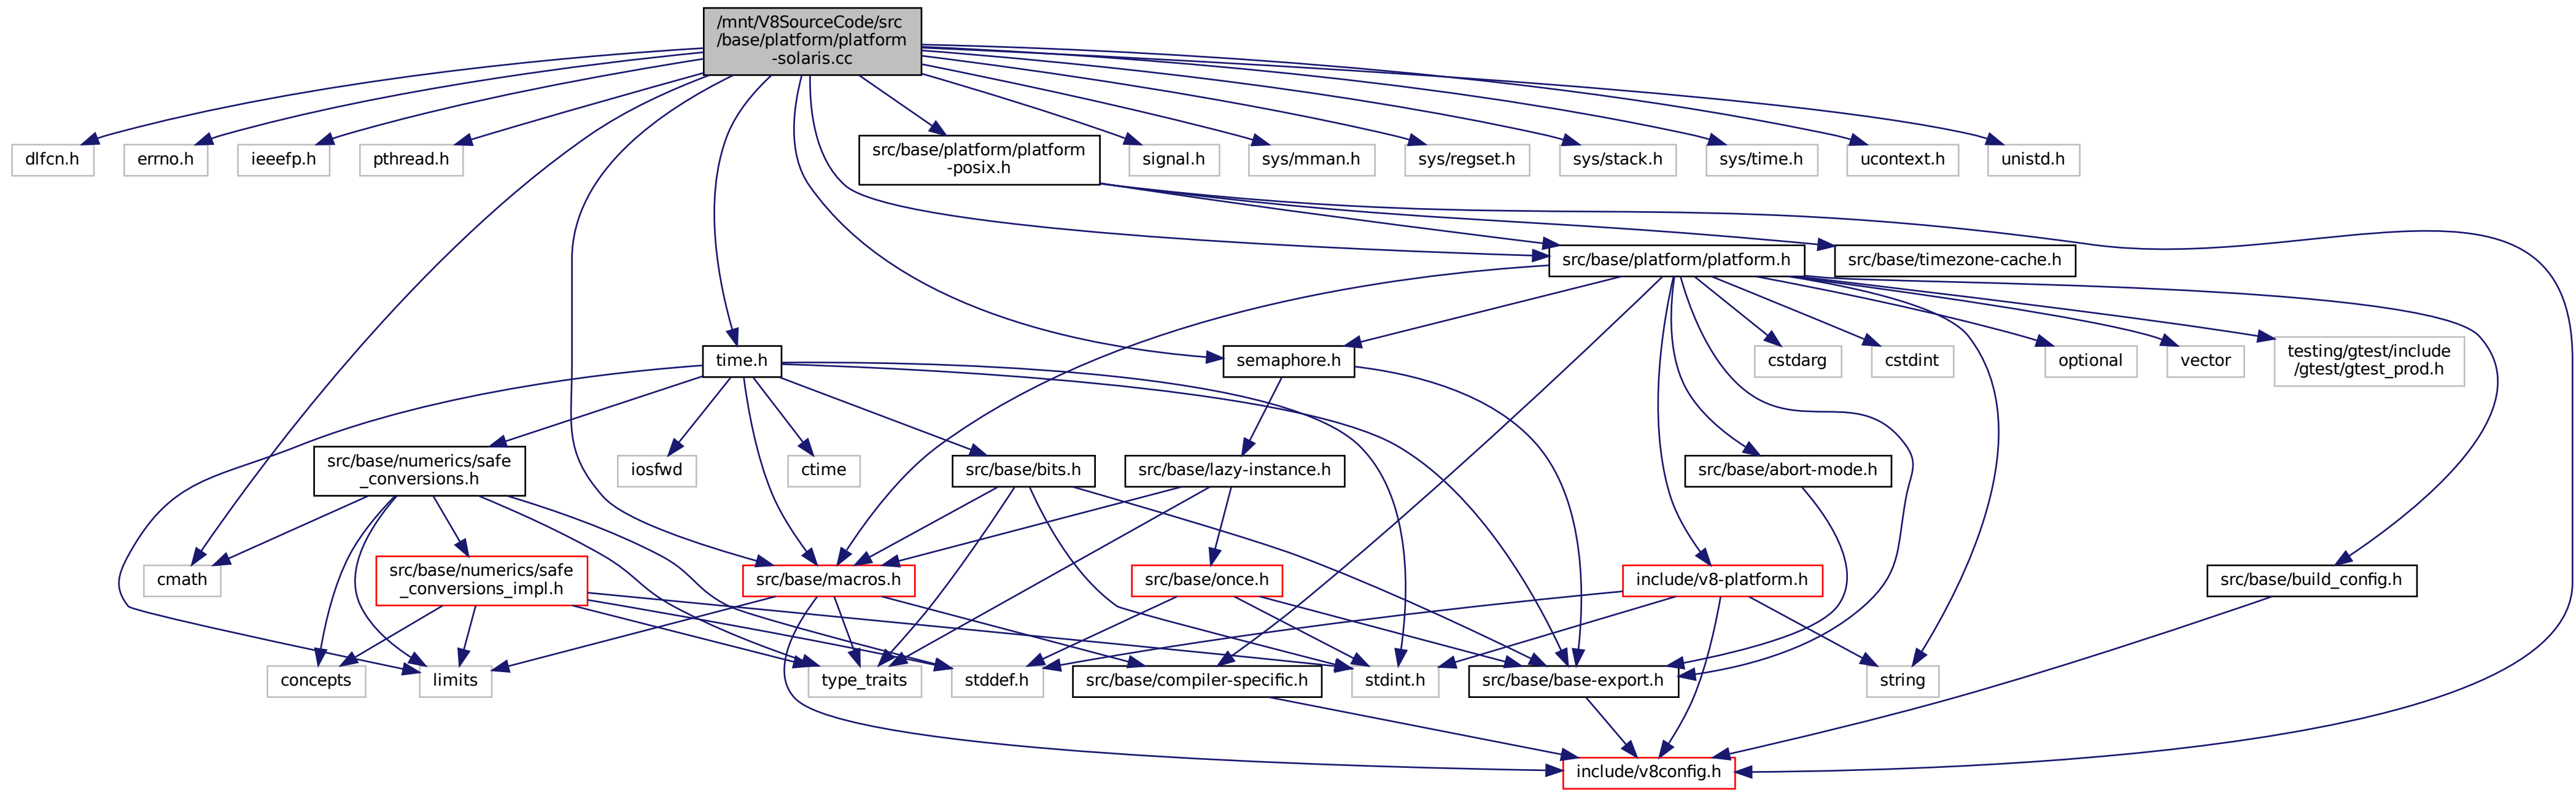 /mnt/V8SourceCode/src
/base/platform/platform
-solaris.cc
dlfcn.h
errno.h
ieeefp.h
pthread.h
src/base/platform/platform
-posix.h
signal.h
sys/mman.h
sys/regset.h
sys/stack.h
sys/time.h
ucontext.h
unistd.h
src/base/platform/platform.h
src/base/timezone-cache.h
time.h
semaphore.h
cstdarg
cstdint
optional
vector
testing/gtest/include
/gtest/gtest_prod.h
src/base/numerics/safe
_conversions.h
iosfwd
ctime
src/base/bits.h
src/base/lazy-instance.h
src/base/abort-mode.h
cmath
src/base/numerics/safe
_conversions_impl.h
src/base/macros.h
src/base/once.h
include/v8-platform.h
src/base/build_config.h
concepts
limits
type_traits
stddef.h
src/base/compiler-specific.h
stdint.h
src/base/base-export.h
string
include/v8config.h